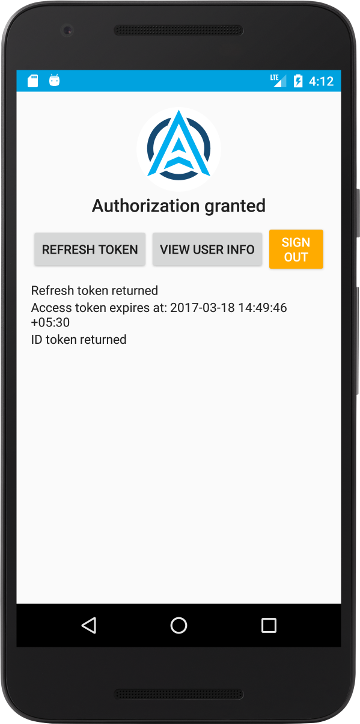 LTE 4:12
Authorization granted
REFRESH TOKEN VIEW USER INFO SIGN
OUT
Refresh token returned
Access token expires at: 2017-03-18 14:49:46
+05:30
ID token returned